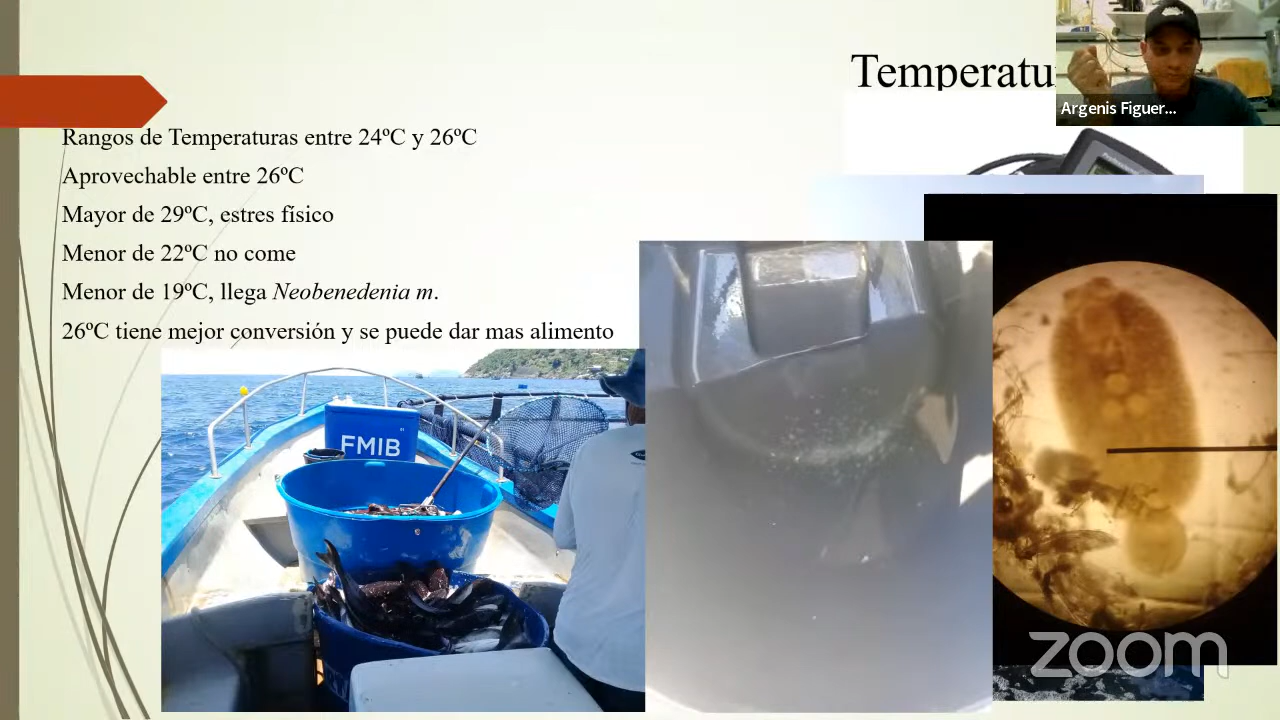 Temperatu
Argenis Figuer...
Rangos de Temperaturas entre 24ºC y 26ºC
Aprovechable entre 26ºC
Mayor de 29ºC, estres físico
Menor de 22ºC no come
Menor de 19ºC, llega Neobenedenia m.
26ºC tiene mejor conversión y se puede dar mas alimento
FMIB
zoom